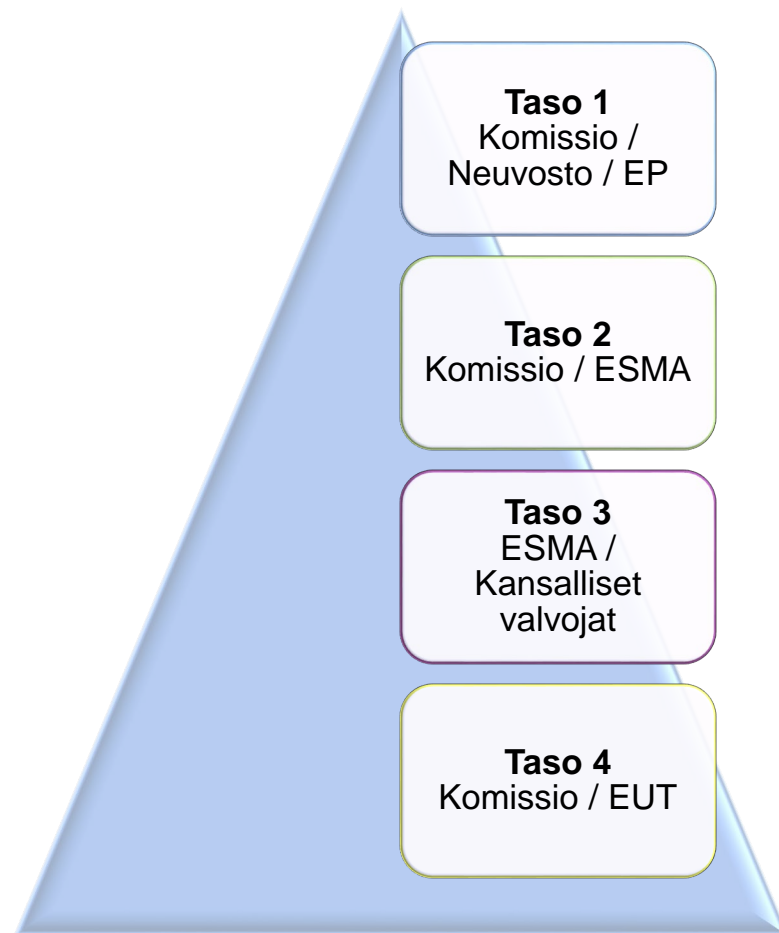 Taso 1
Komissio /
Neuvosto / EP
Taso 2
Komissio / ESMA
Taso 3
ESMA /
Kansalliset
valvojat
Taso 4
Komissio / EUT